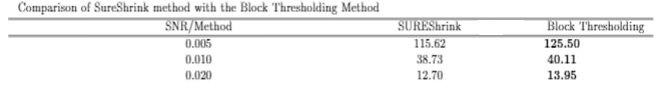 Comparison of SureShrink method with the Block Thresholding Method
SNR/Method SUREShrink Block Thresholding
0.005 115.62 125.50
0.010 38.73 40.11
0.020 12.70 13.95